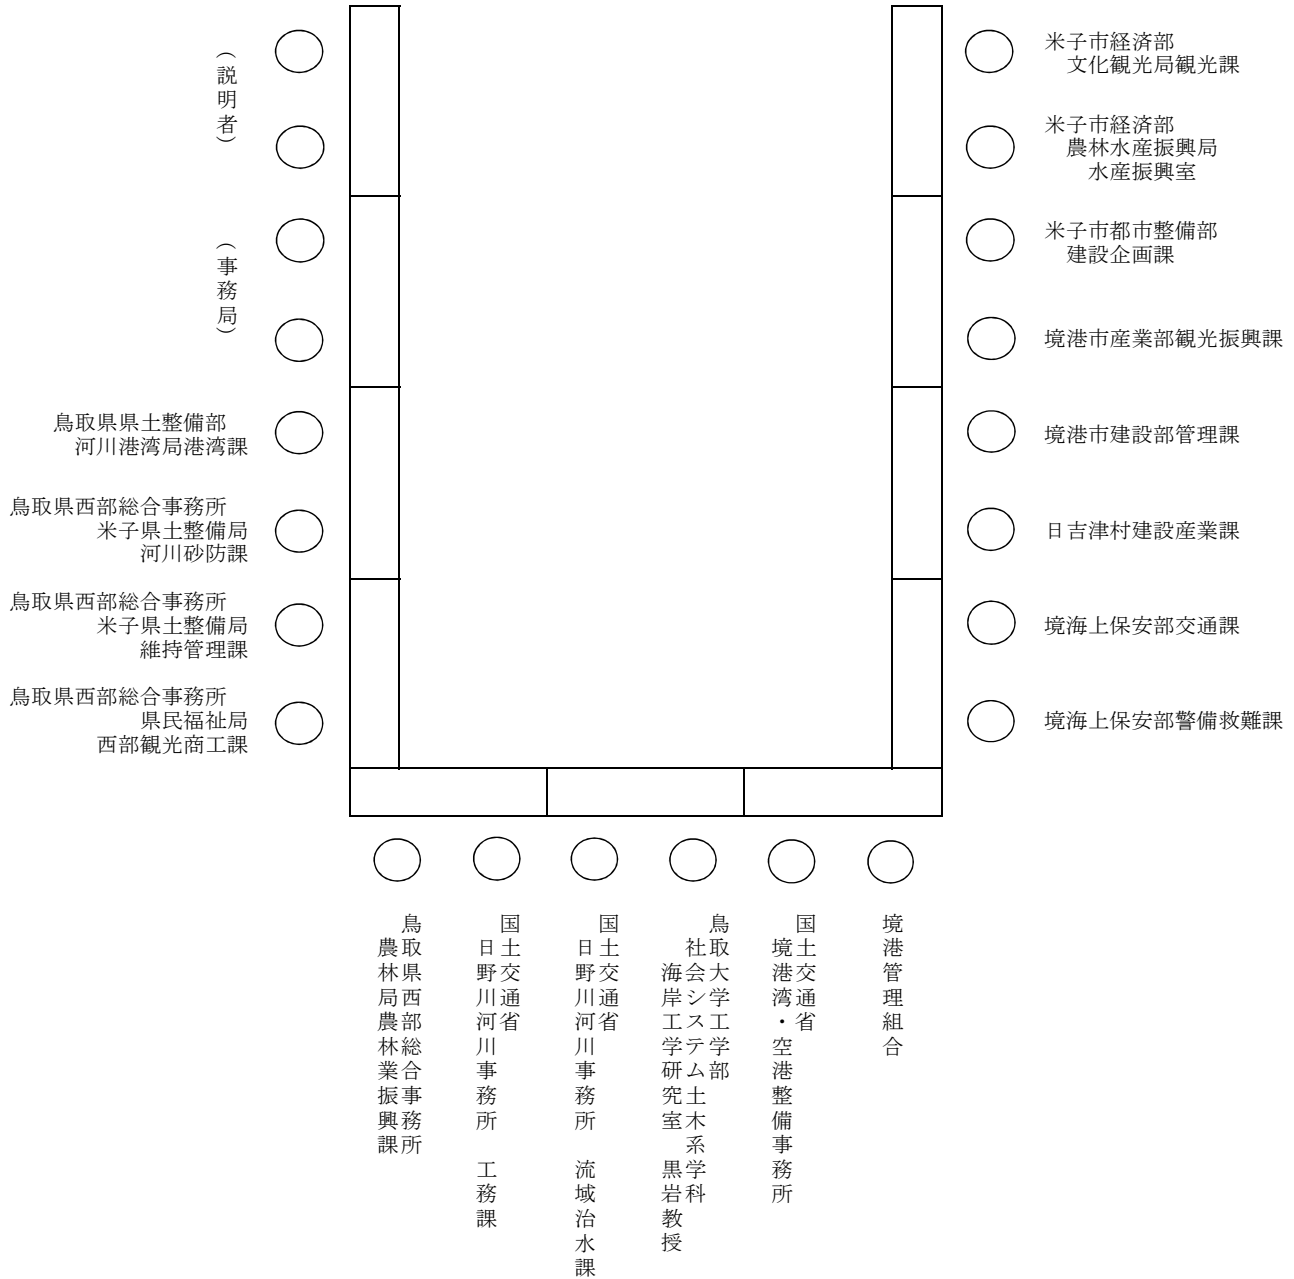 （説明者）
（事務局）
鳥取県県土整備部
河川港湾局港湾課
鳥取県西部総合事務所
米子県土整備局
河川砂防課
鳥取県西部総合事務所
米子県土整備局
維持管理課
鳥取県西部総合事務所
県民福祉局
西部観光商工課
米子市経済部
文化観光局観光課
米子市経済部
農林水産振興局
水産振興室
米子市都市整備部
建設企画課
境港市産業部観光振興課
境港市建設部管理課
日吉津村建設産業課
境海上保安部交通課
境海上保安部警備救難課
鳥取県西部総合事務所
農林局農林業振興課
国土交通省
日野川河川事務所　工務課
国土交通省
日野川河川事務所　流域治水課
鳥取大学工学部
社会システム土木系学科
海岸工学研究室　黒岩教授
国土交通省
境港湾・空港整備事務所
境港管理組合